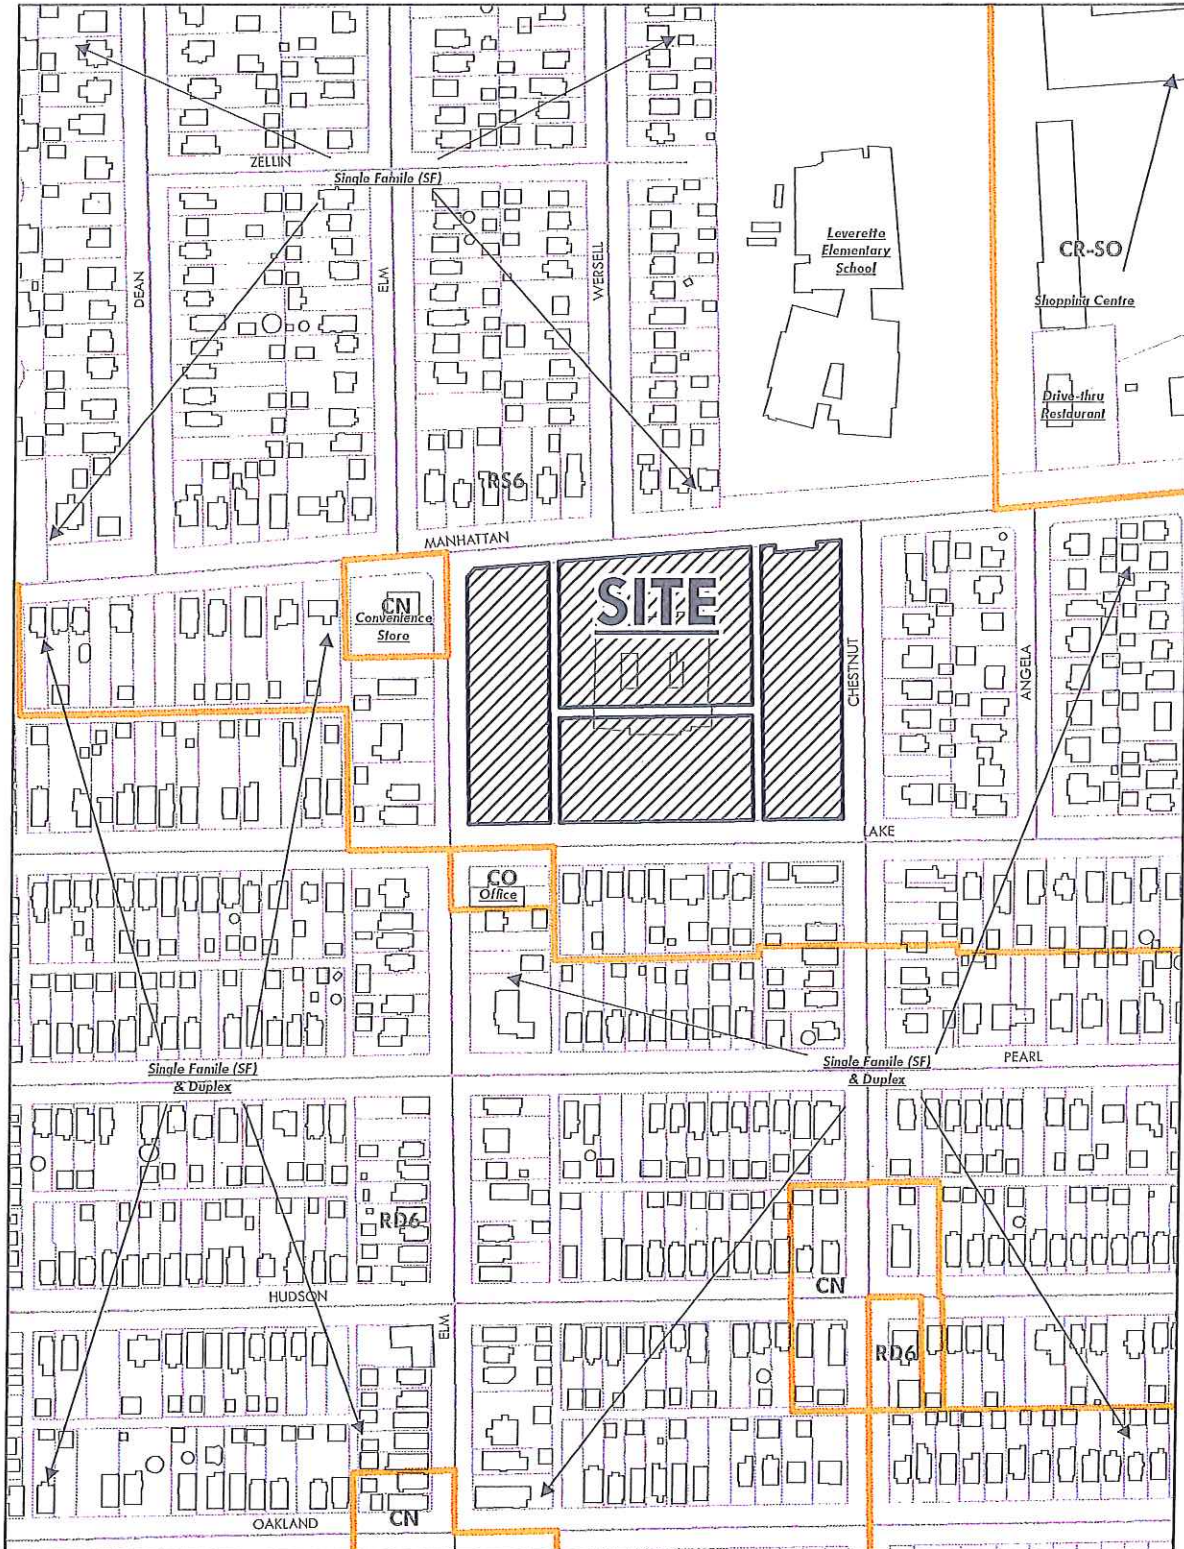 ZELLIN
Single Famile (SF)
DEAN
ELM
WERSELL
Leverette
Elementary
School
CR-SO
Shopping Centre
Drive-thru
Restaurant
RS6
MANHATTAN
CN
Convenience
Store
SITE
CHESTNUT
ANGELA
LAKE
CO
Office
PEARL
Single Famile (SF)
& Duplex
Single Famile (SF)
& Duplex
RD6
CN
HUDSON
ELM
RD6
OAKLAND
CN